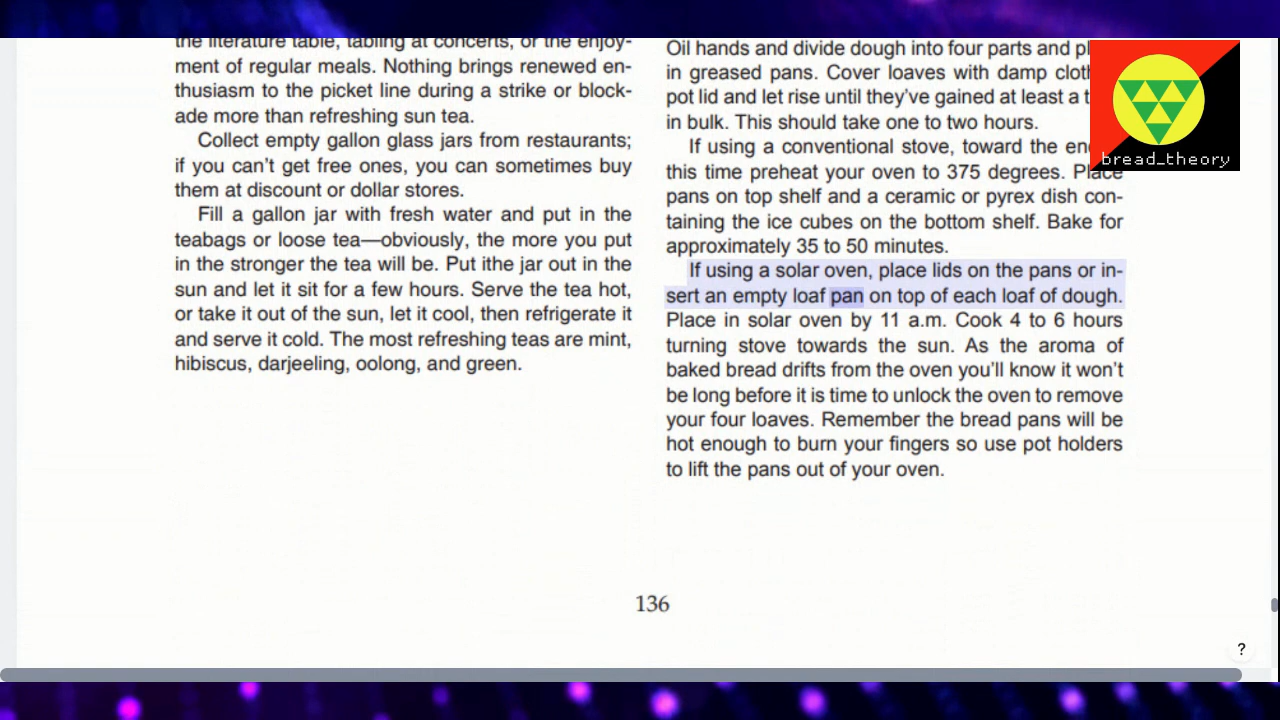 the literature table, tabling at concerts, or the enjoy-
ment of regular meals. Nothing brings renewed en-
thusiasm to the picket line during a strike or block-
ade more than refreshing sun tea.
Collect empty gallon glass jars from restaurants;
if you can't get free ones, you can sometimes buy
them at discount or dollar stores.
Fill a gallon jar with fresh water and put in the
teabags or loose tea—obviously, the more you put
in the stronger the tea will be. Put ithe jar out in the
sun and let it sit for a few hours. Serve the tea hot,
or take it out of the sun, let it cool, then refrigerate it
and serve it cold. The most refreshing teas are mint,
hibiscus, darjeeling, oolong, and green.
Oil hands and divide dough into four parts and
in greased pans. Cover loaves with damp
pot lid and let rise until they've gained at least a
in bulk. This should take one to two hours.
If using a conventional stove, toward the
this time preheat your oven to 375 degrees. Place
pans on top shelf and a ceramic or pyrex dish con-
taining the ice cubes on the bottom shelf. Bake for
approximately 35 to 50 minutes.
If using a solar oven, place lids on the pans or in-
sert an empty loaf pan on top of each loaf of dough.
Place in solar oven by 11 a.m. Cook 4 to 6 hours
turning stove towards the sun. As the aroma of
baked bread drifts from the oven you'll know it won't
be long before it is time to unlock the oven to remove
your four loaves. Remember the bread pans will be
hot enough to burn your fingers so use pot holders
to lift the pans out of your oven.
136
bread_theory
?